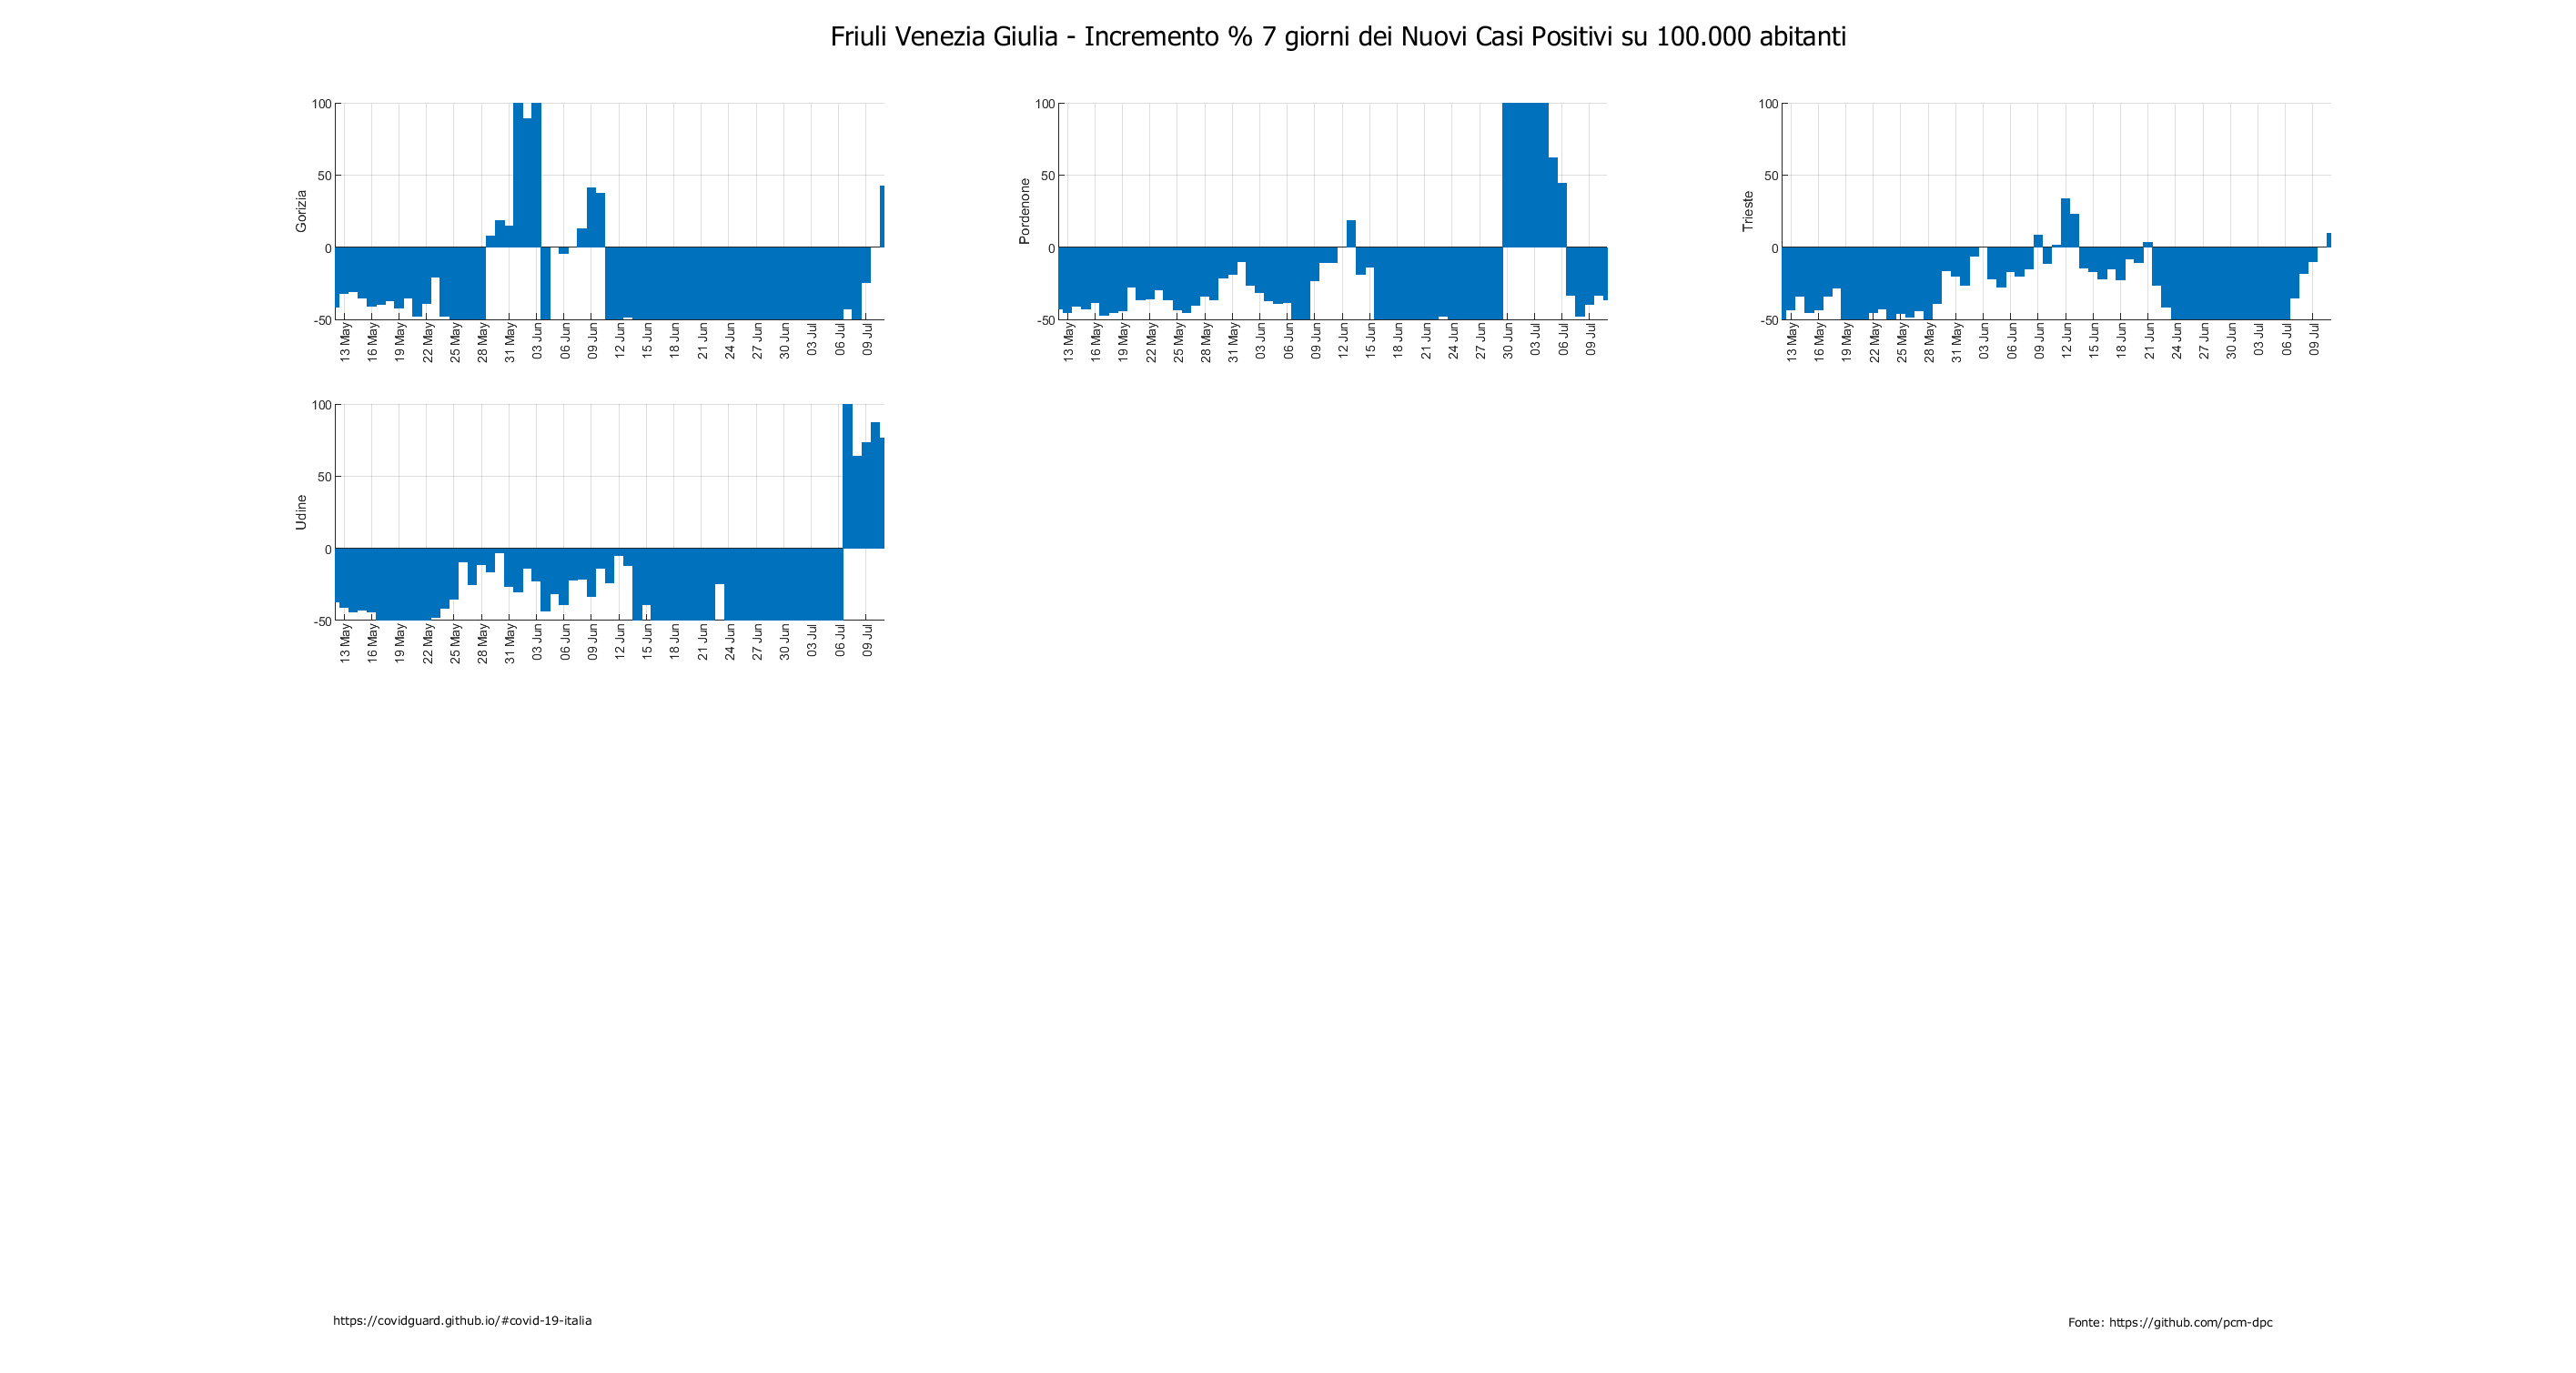 Friuli Venezia Giulia - Incremento % 7 giorni dei Nuovi Casi Positivi su 100.000 abitanti
Gorizia
100
50
0
-50
13 May 16 May 19 May 22 May 25 May 28 May 31 May 03 Jun 06 Jun 09 Jun 12 Jun 15 Jun 18 Jun 21 Jun 24 Jun 27 Jun 30 Jun 03 Jul 06 Jul 09 Jul
Pordenone
100
50
0
-50
13 May 16 May 19 May 22 May 25 May 28 May 31 May 03 Jun 06 Jun 09 Jun 12 Jun 15 Jun 18 Jun 21 Jun 24 Jun 27 Jun 30 Jun 03 Jul 06 Jul 09 Jul
Trieste
100
50
0
-50
13 May 16 May 19 May 22 May 25 May 28 May 31 May 03 Jun 06 Jun 09 Jun 12 Jun 15 Jun 18 Jun 21 Jun 24 Jun 27 Jun 30 Jun 03 Jul 06 Jul 09 Jul
Udine
100
50
0
-50
13 May 16 May 19 May 22 May 25 May 28 May 31 May 03 Jun 06 Jun 09 Jun 12 Jun 15 Jun 18 Jun 21 Jun 24 Jun 27 Jun 30 Jun 03 Jul 06 Jul 09 Jul
https://covidguard.github.io/#covid-19-italia
Fonte: https://github.com/pcm-dpc